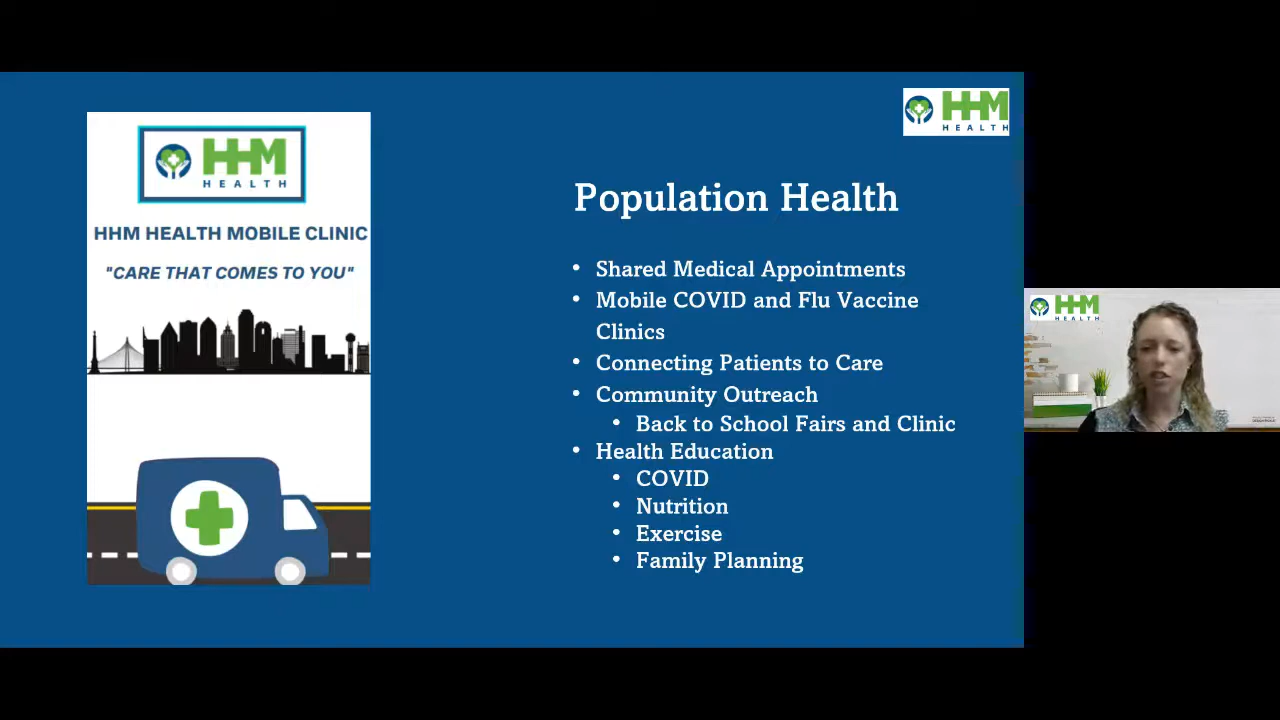 HHM
HEALTH
HHM HEALTH MOBILE CLINIC
"CARE THAT COMES TO YOU"
HHM
HEALTH
Population Health
• Shared Medical Appointments
• Mobile COVID and Flu Vaccine
Clinics
• Connecting Patients to Care
• Community Outreach
• Back to School Fairs and Clinic
• Health Education
• COVID
• Nutrition
• Exercise
• Family Planning
HHM
HEALTH